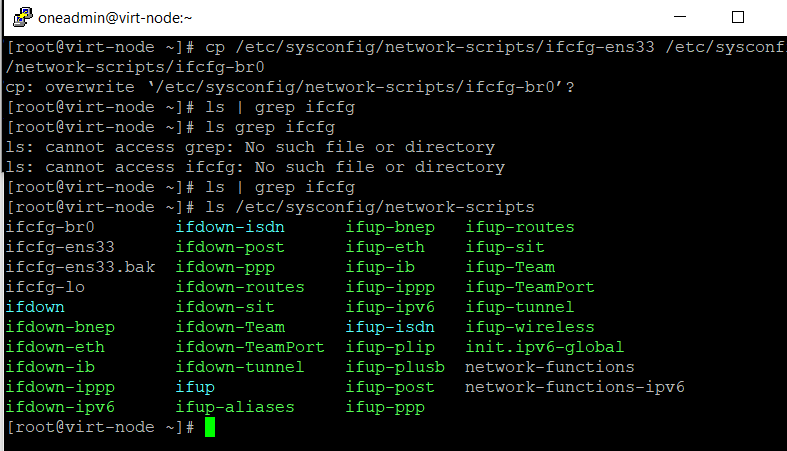 oneadmin@virt-node:~
[root@virt-node ~]# cp /etc/sysconfig/network-scripts/ifcfg-ens33 /etc/sysconf
/network-scripts/ifcfg-br0
cp: overwrite ‘/etc/sysconfig/network-scripts/ifcfg-br0’?
[root@virt-node ~]# ls | grep ifcfg
[root@virt-node ~]# ls grep ifcfg
ls: cannot access grep: No such file or directory
ls: cannot access ifcfg: No such file or directory
[root@virt-node ~]# ls | grep ifcfg
[root@virt-node ~]# ls /etc/sysconfig/network-scripts
ifcfg-br0 ifdown-isdn ifup-bnep ifup-routes
ifcfg-ens33 ifdown-post ifup-eth ifup-sit
ifcfg-ens33.bak ifdown-ppp ifup-ib ifup-Team
ifcfg-lo ifdown-routes ifup-ippp ifup-TeamPort
ifdown ifdown-sit ifup-ipv6 ifup-tunnel
ifdown-bnep ifdown-Team ifup-isdn ifup-wireless
ifdown-eth ifdown-TeamPort ifup-plip init.ipv6-global
ifdown-ib ifdown-tunnel ifup-plusb network-functions
ifdown-ippp ifup ifup-post network-functions-ipv6
ifdown-ipv6 ifup-aliases ifup-ppp
[root@virt-node ~]#